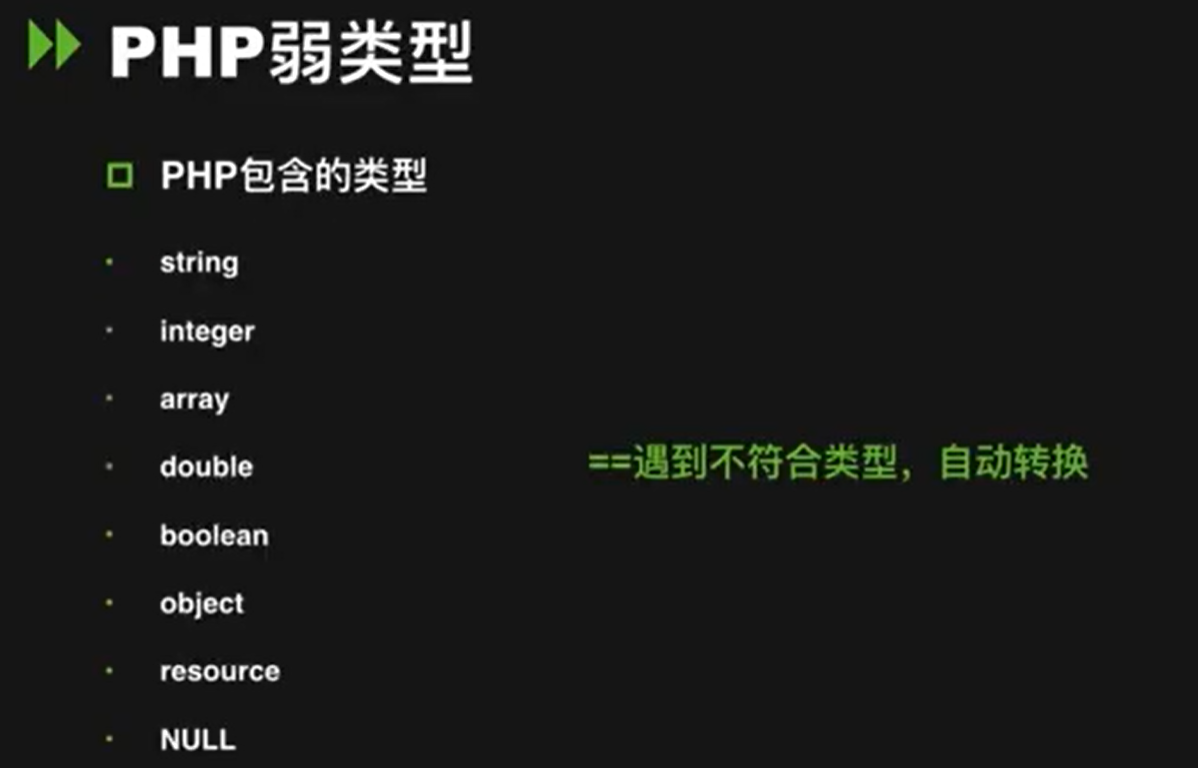 PHP弱类型
PHP包含的类型
string
integer
array
double
==遇到不符合类型，自动转换
boolean
object
resource
NULL